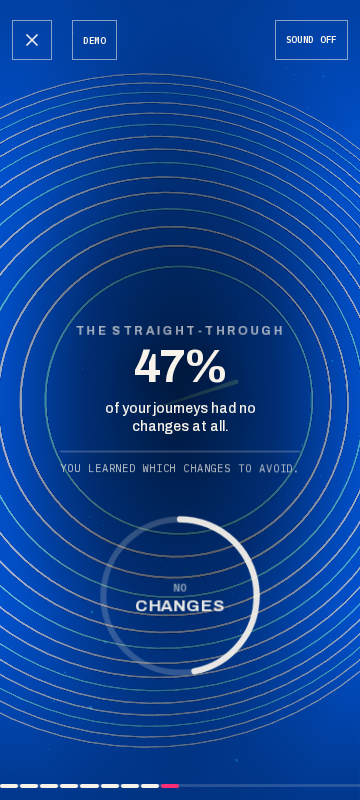 DEMO
SOUND OFF
THE STRAIGHT-THROUGH
47%
of your journeys had no
changes at all.
YOU LEARNED WHICH CHANGES TO AVOID.
NO
CHANGES